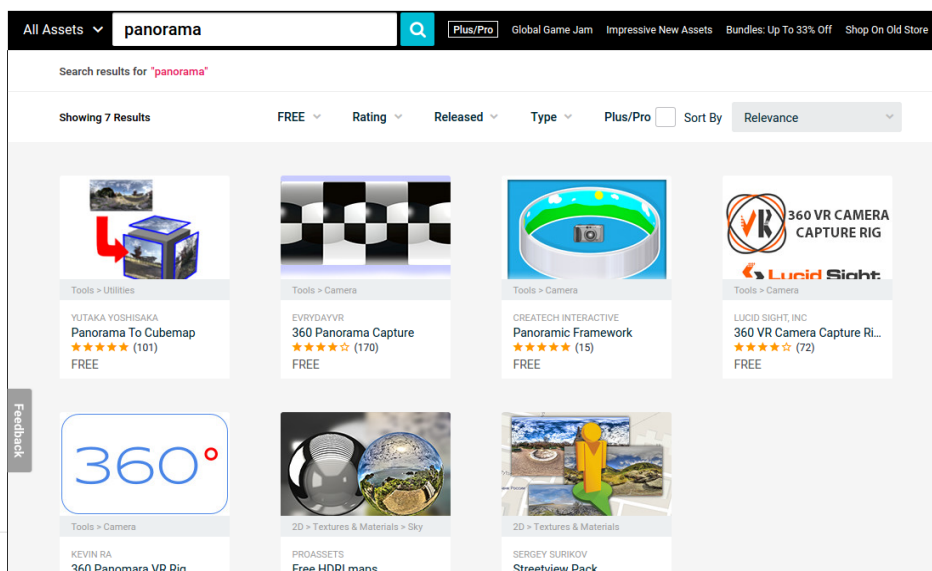 All Assets
panorama
Plus/Pro
Global Game Jam
Impressive New Assets
Bundles: Up To 33% Off
Shop On Old Store
Search results for "panorama"
Showing 7 Results
FREE
Rating
Released
Type
Plus/Pro
Sort By
Relevance
VR
360 VR CAMERA
CAPTURE RIG
Lucid Sight
Tools > Utilities
YUTAKA YOSHISAKA
Panorama To Cubemap
(101)
FREE
Tools > Camera
EVRYDAYVR
360 Panorama Capture
(170)
FREE
Tools > Camera
CREATECH INTERACTIVE
Panoramic Framework
(15)
FREE
Tools > Camera
LUCID SIGHT, INC
360 VR Camera Capture Ri...
(72)
FREE
Feedback
360°
Tools > Camera
KEVIN RA
360 Panomara VR Rig
2D > Textures & Materials > Sky
PROASSETS
Free HDRI maps
2D > Textures & Materials
SERGEY SURIKOV
Streetview Pack